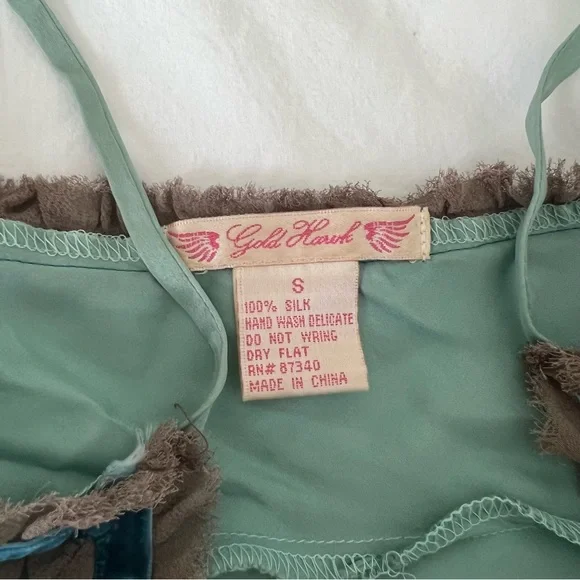 Gold Hawk
S
100% SILK
HAND WASH DELICATE
DO NOT WRING
DRY FLAT
RN# 87340
MADE IN CHINA